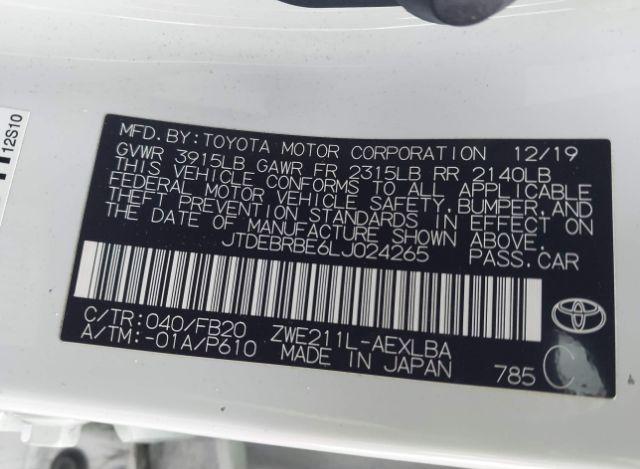 12S10
MFD. BY: TOYOTA MOTOR CORPORATION 12/19
GVWR 3915LB GAWR FR 2315LB RR 2140LB
THIS VEHICLE CONFORMS TO ALL APPLICABLE
FEDERAL MOTOR VEHICLE SAFETY, BUMPER, AND
THEFT PREVENTION STANDARDS IN EFFECT ON
THE DATE OF MANUFACTURE SHOWN ABOVE.
JTDEBRBE6LJ024265 PASS. CAR
C/TR: 040/FB20 ZWE211L-AEXLBA
A/TM: -01A/P610 MADE IN JAPAN 785 C